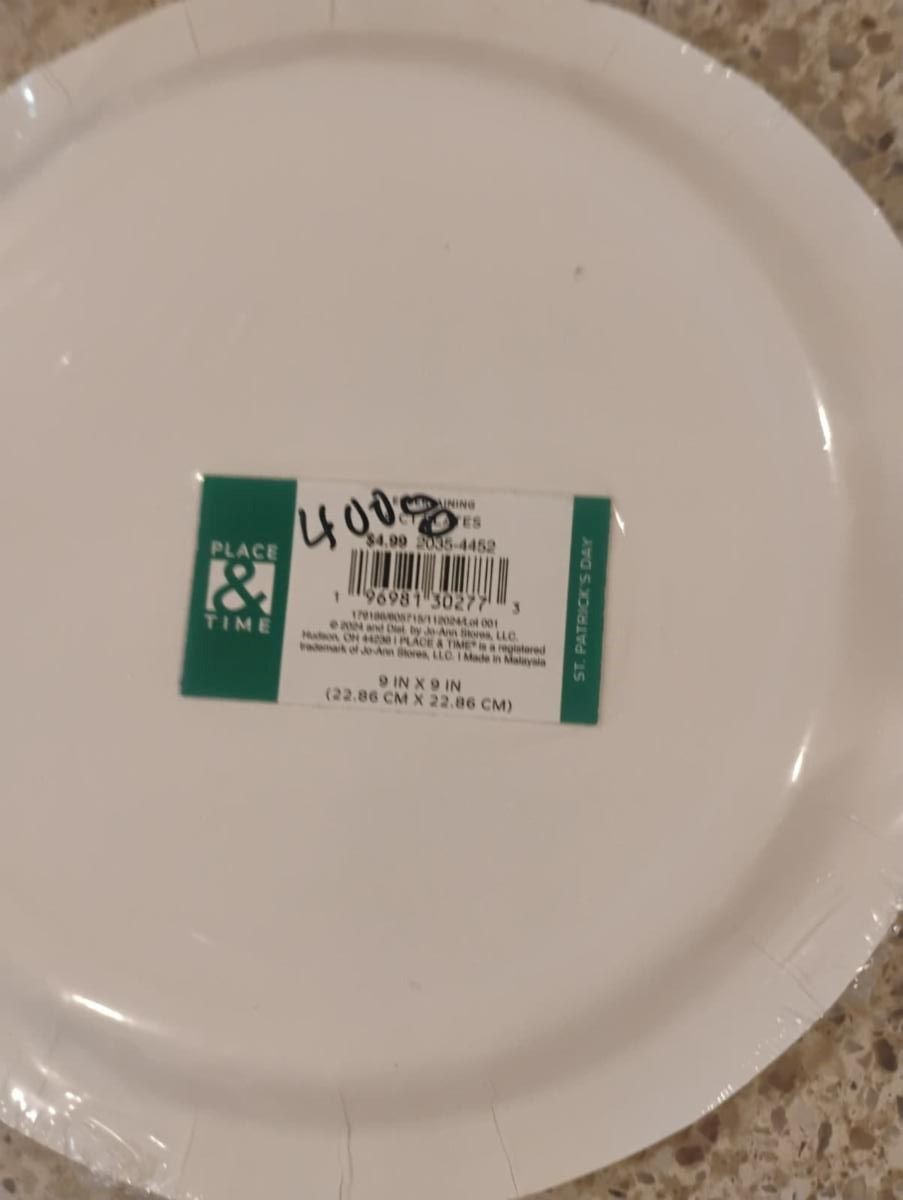 PLACE
&
TIME
400
$4.99 2035-4452
1 96981 30277 3
© 2024 and Dist. by Jo-Ann Stores, LLC.
Hudson, OH 44236 | PLACE & TIME® is a registered
trademark of Jo-Ann Stores, LLC. | Made in Malaysia
9 IN X 9 IN
(22.86 CM X 22.86 CM)
ST. PATRICK'S DAY